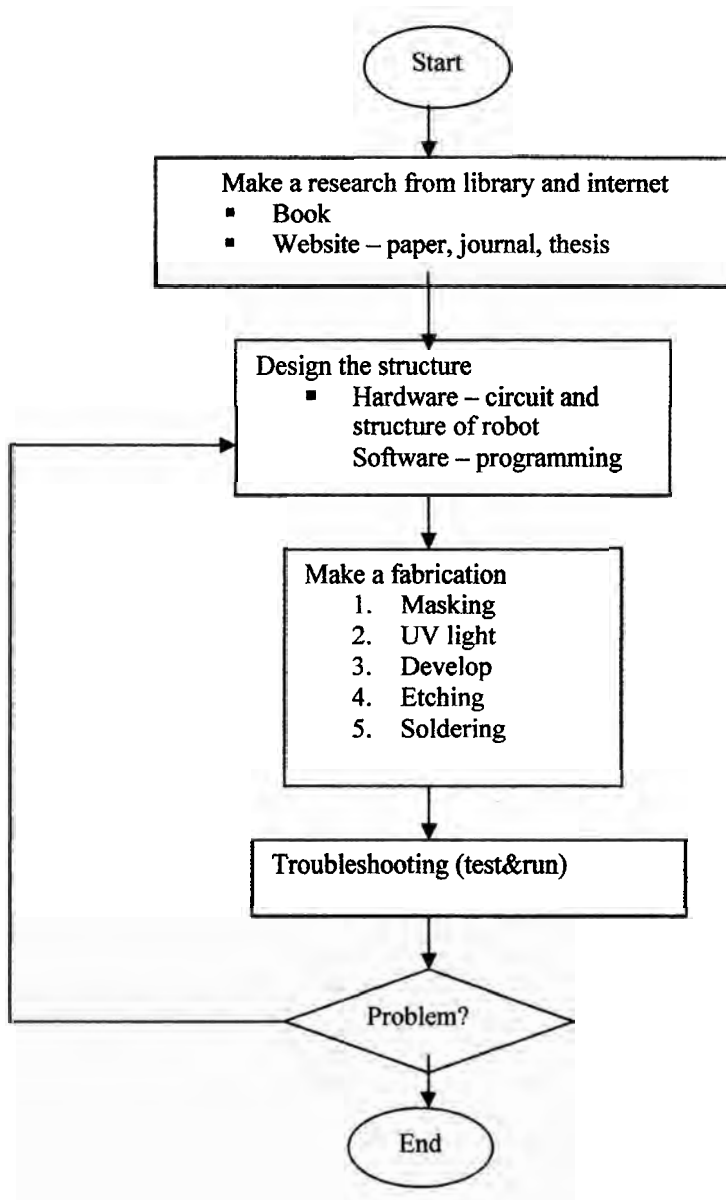 Start
Make a research from library and internet
▪ Book
▪ Website – paper, journal, thesis
Design the structure
▪ Hardware – circuit and
structure of robot
Software – programming
Make a fabrication
1. Masking
2. UV light
3. Develop
4. Etching
5. Soldering
Troubleshooting (test&run)
Problem?
End